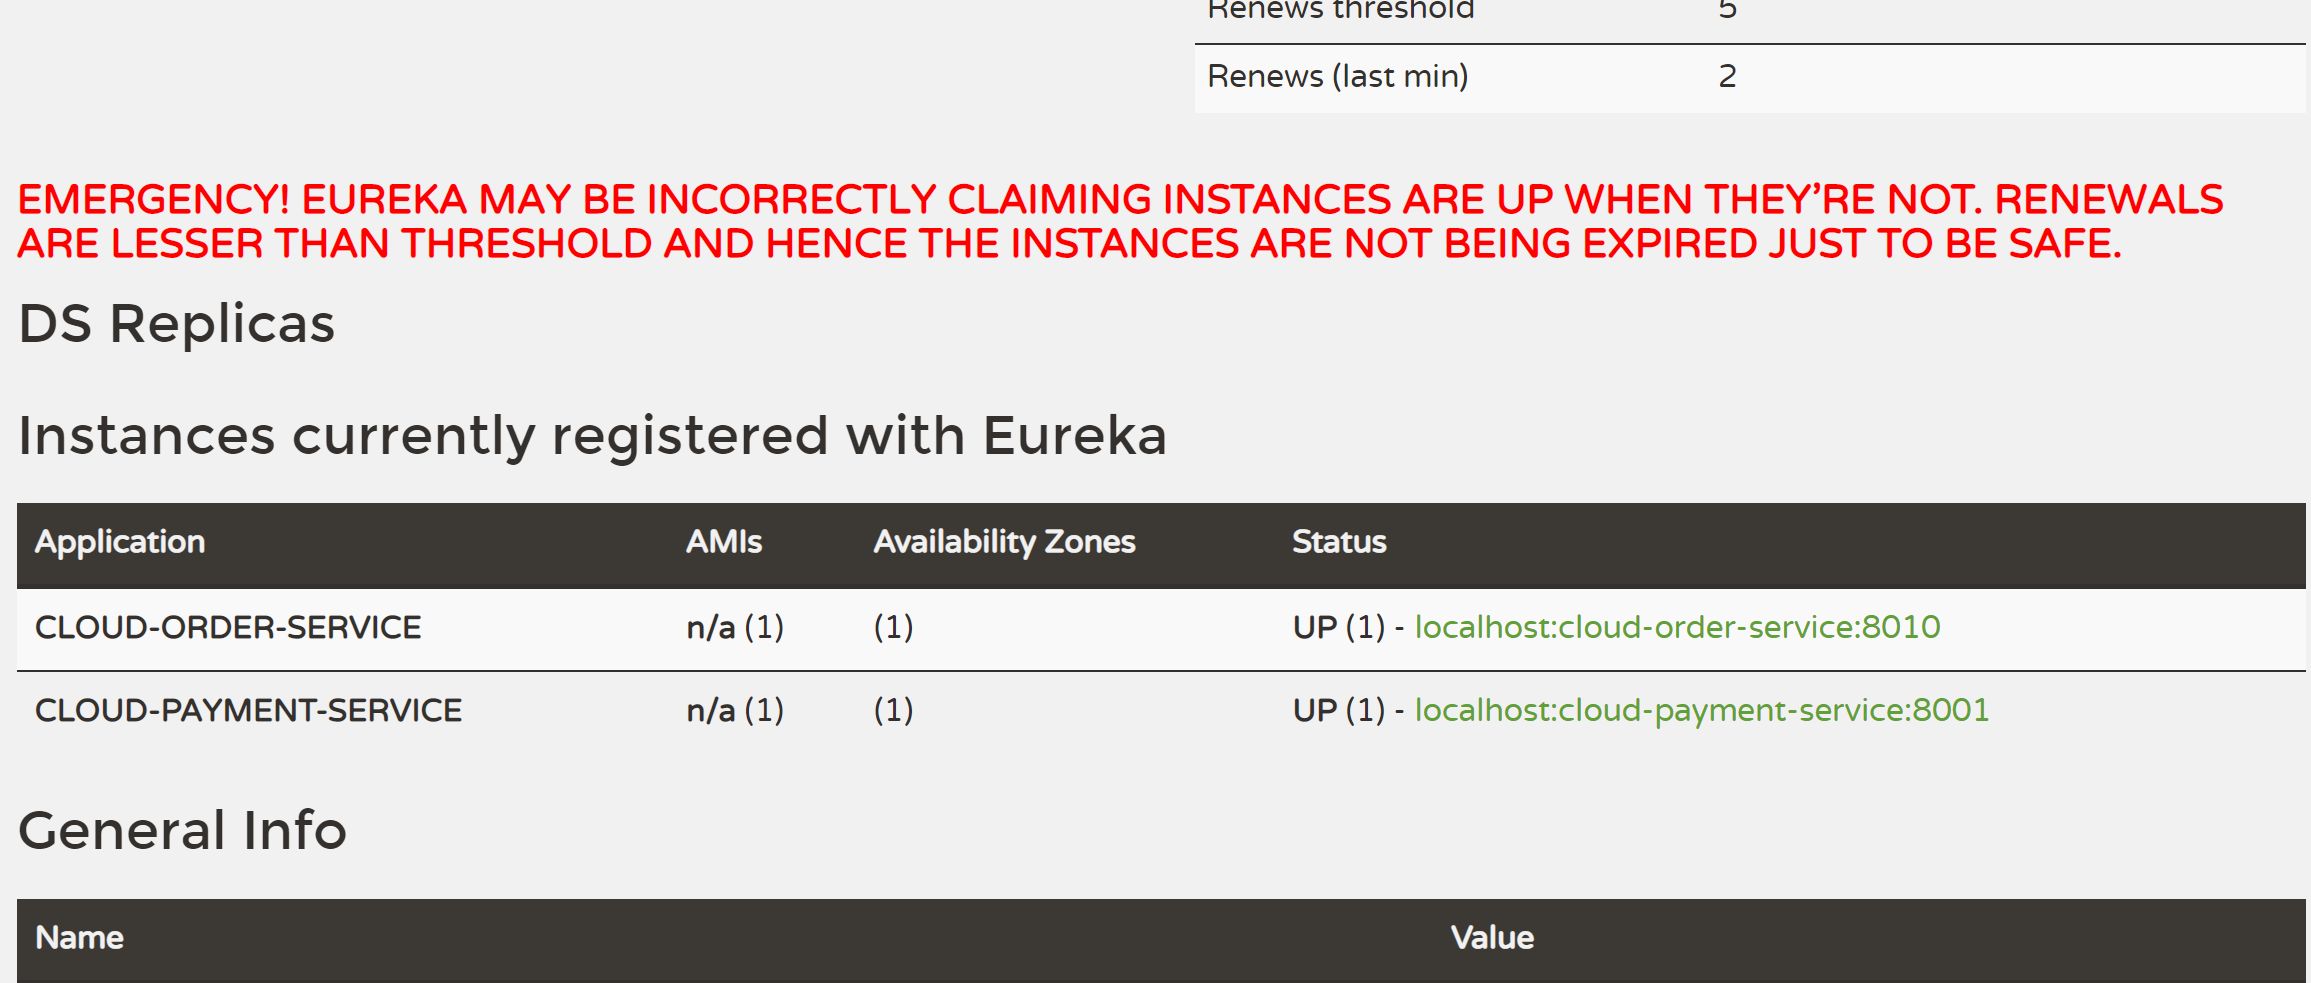 Renews threshold 5
Renews (last min) 2
EMERGENCY! EUREKA MAY BE INCORRECTLY CLAIMING INSTANCES ARE UP WHEN THEY’RE NOT. RENEWALS
ARE LESSER THAN THRESHOLD AND HENCE THE INSTANCES ARE NOT BEING EXPIRED JUST TO BE SAFE.
DS Replicas
Instances currently registered with Eureka
Application AMIs Availability Zones Status
CLOUD-ORDER-SERVICE n/a (1) (1) UP (1) - localhost:cloud-order-service:8010
CLOUD-PAYMENT-SERVICE n/a (1) (1) UP (1) - localhost:cloud-payment-service:8001
General Info
Name Value